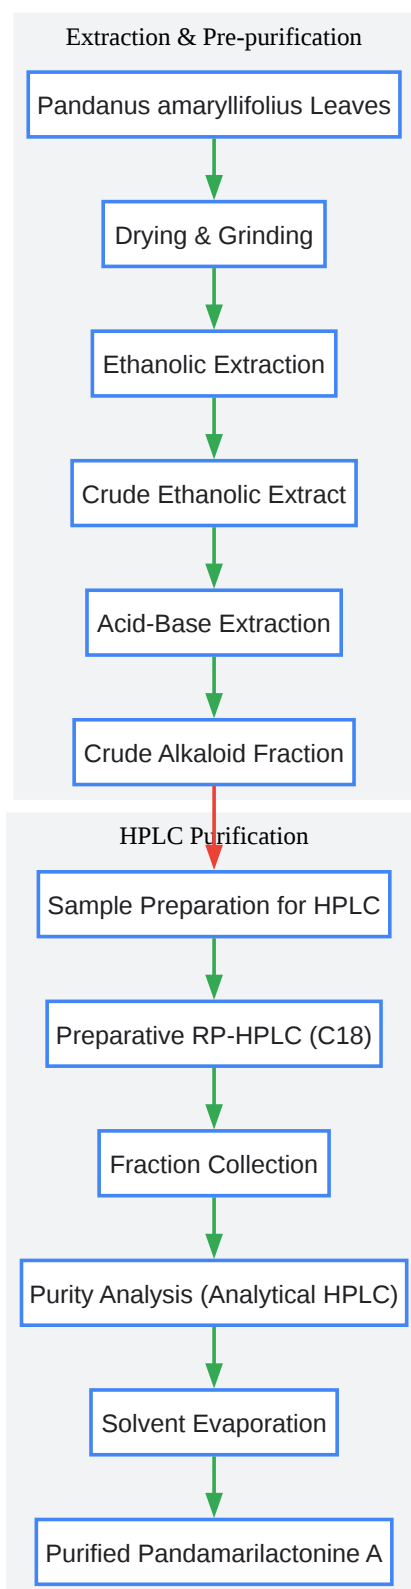 Extraction & Pre-purification
Pandanus amaryllifolius Leaves
Drying & Grinding
Ethanolic Extraction
Crude Ethanolic Extract
Acid-Base Extraction
Crude Alkaloid Fraction
HPLC Purification
Sample Preparation for HPLC
Preparative RP-HPLC (C18)
Fraction Collection
Purity Analysis (Analytical HPLC)
Solvent Evaporation
Purified Pandamarilactonine A